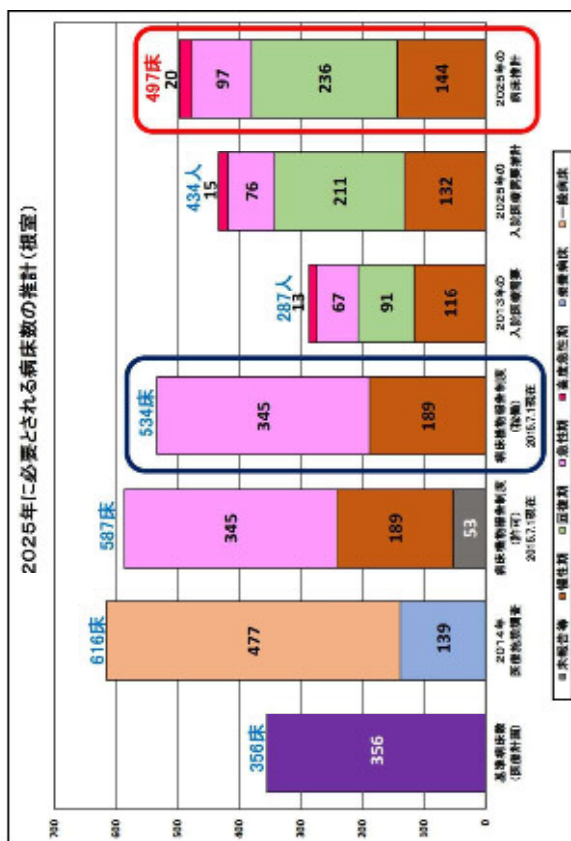 2025年に必要とされる病床数の推計(根室)
700
600
500
400
300
200
100
0
356床
356
基準病床数
(医療計画)
616床
477
139
2014年
医療施設調査
587床
345
189
53
病床機能報告制度
(許可)
2015.7.1現在
534床
345
189
病床機能報告制度
(稼働)
2015.7.1現在
287人
13
67
91
116
2013年の
入院医療需要
434人
15
76
211
132
2025年の
入院医療需要推計
497床
20
97
236
144
2025年の
病床推計
未報告等 慢性期 回復期 急性期 高度急性期 療養病床 一般病床